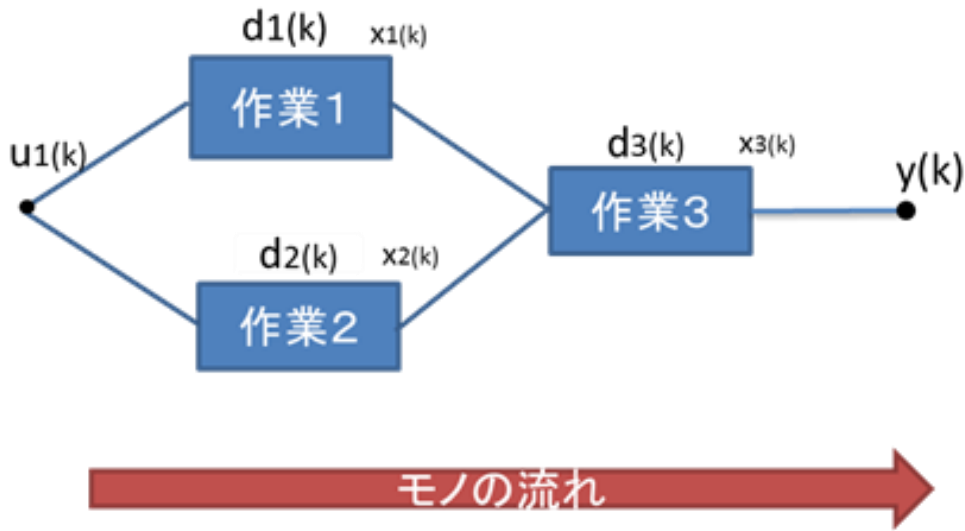 d1(k) x1(k)
作業1
u1(k)
d3(k) x3(k)
y(k)
作業3
d2(k) x2(k)
作業2
モノの流れ